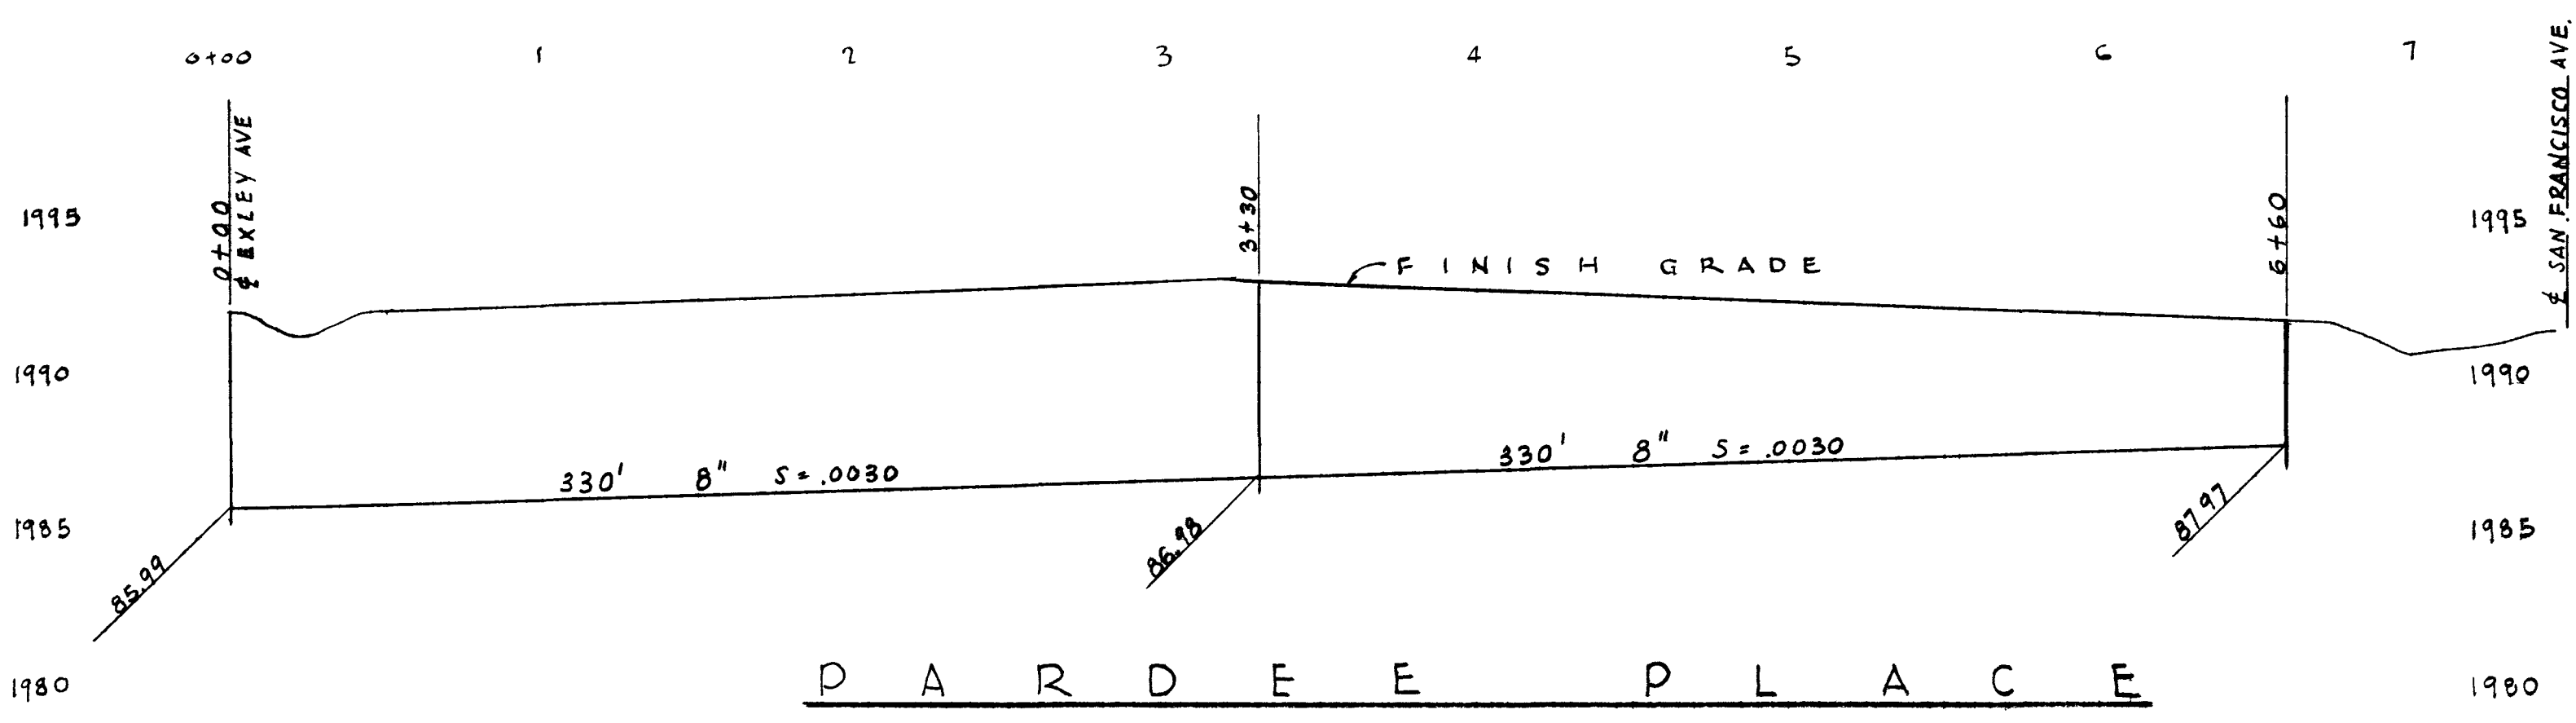 0+00 1 2 3 4 5 6 7
0+00
℄ EXLEY AVE
3+30
6+60
℄ SAN FRANCISCO AVE.
1995 1995
FINISH GRADE
1990 1990
330' 8" S = .0030
330' 8" S = .0030
1985 1985
85.99
86.98
87 97
1980 1980
PARDEE PLACE